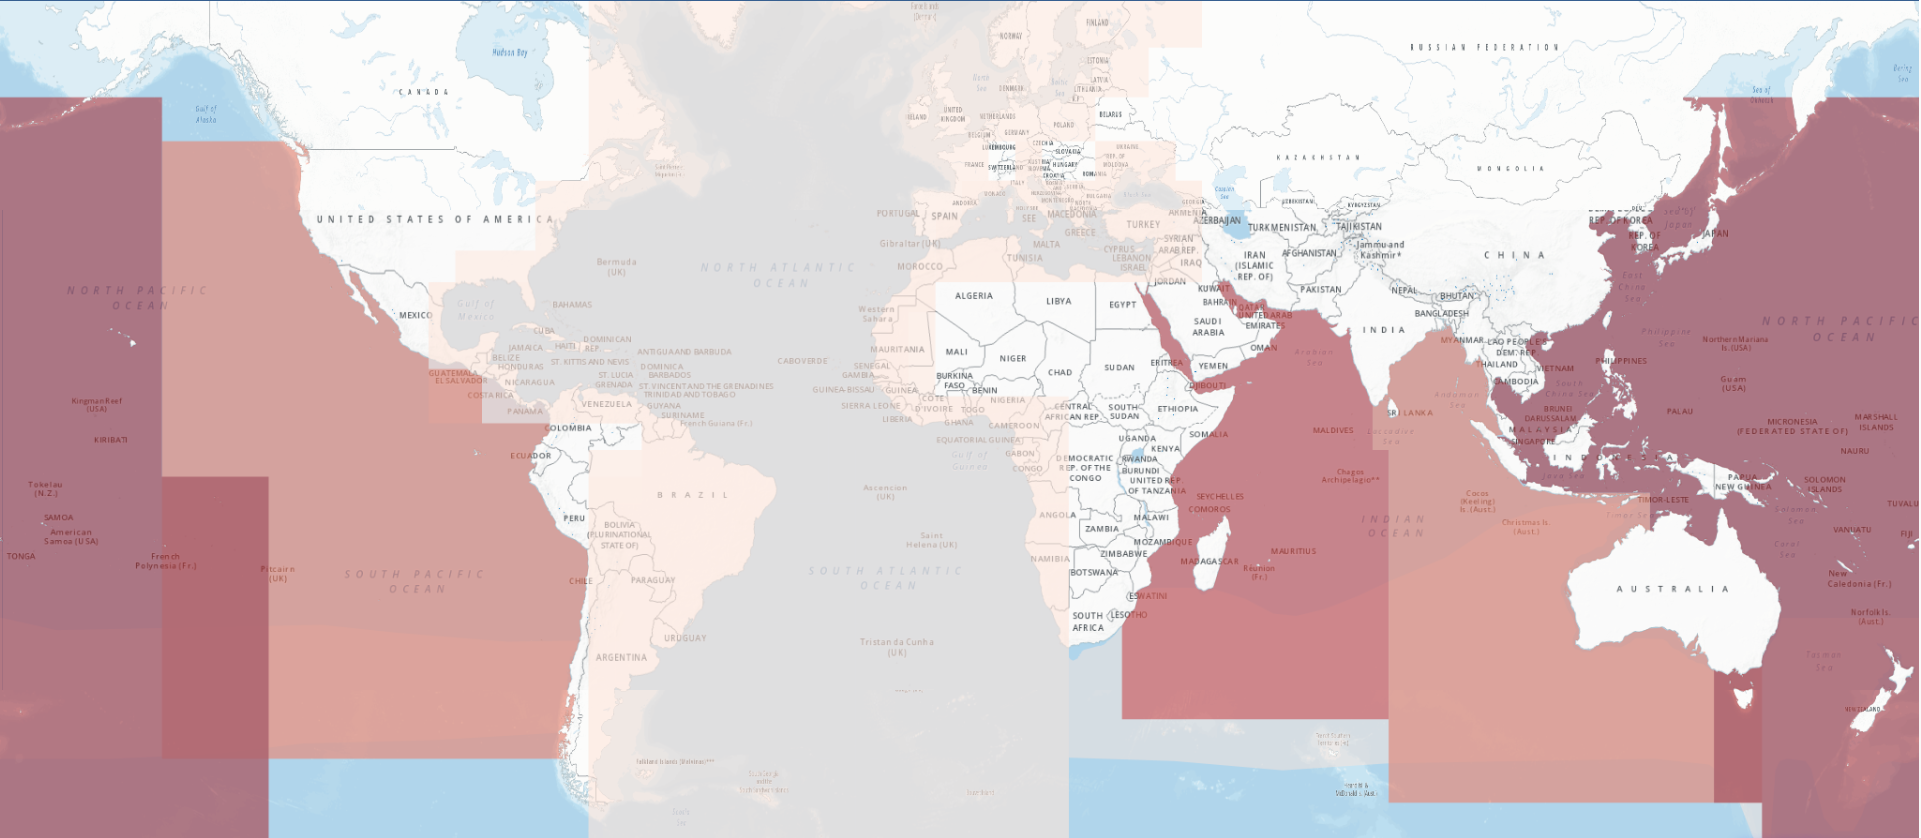 Hudson Bay
Gulf of
Alaska
CANADA
UNITED STATES OF AMERICA
MEXICO
Gulf of
Mexico
Bermuda
(UK)
NORTH ATLANTIC
OCEAN
BAHAMAS
CUBA
JAMAICA
HAITI
DOMINICAN
REP.
BELIZE
HONDURAS
GUATEMALA
EL SALVADOR
NICARAGUA
COSTA RICA
PANAMA
ST. KITTIS AND NEVIS
ANTIGUA AND BARBUDA
DOMINICA
ST. LUCIA
BARBADOS
GRENADA
ST. VINCENT AND THE GRENADINES
TRINIDAD AND TOBAGO
VENEZUELA
GUYANA
SURINAME
French Guiana (Fr.)
COLOMBIA
ECUADOR
PERU
BRAZIL
BOLIVIA
(PLURINATIONAL
STATE OF)
PARAGUAY
CHILE
URUGUAY
ARGENTINA
NORTH PACIFIC
OCEAN
Kingman Reef
(USA)
KIRIBATI
Tokelau
(N.Z.)
SAMOA
American
Samoa (USA)
TONGA
French
Polynesia (Fr.)
Pitcairn
(UK)
SOUTH PACIFIC
OCEAN
Falkland Islands (Malvinas)***
NORWAY
FINLAND
ESTONIA
LATVIA
LITHUANIA
DENMARK
UNITED
KINGDOM
NETHERLANDS
BELGIUM
GERMANY
POLAND
BELARUS
LUXEMBOURG
CZECHIA
SLOVAKIA
FRANCE
SWITZERLAND
HUNGARY
CROATIA
ROMANIA
UKRAINE
REP. OF
MOLDOVA
MONACO
ITALY
SERBIA
BULGARIA
ANDORRA
Black Sea
PORTUGAL
SPAIN
MACEDONIA
GREECE
TURKEY
GEORGIA
ARMENIA
AZERBAIJAN
Caspian
Sea
Gibraltar (UK)
MALTA
TUNISIA
MOROCCO
CYPRUS
LEBANON
ISRAEL
SYRIAN
ARAB REP.
IRAQ
JORDAN
Western
Sahara
ALGERIA
LIBYA
EGYPT
KUWAIT
BAHRAIN
QATAR
UNITED ARAB
EMIRATES
SAUDI
ARABIA
OMAN
YEMEN
CABO VERDE
MAURITANIA
MALI
NIGER
CHAD
SUDAN
ERITREA
DJIBOUTI
SENEGAL
GAMBIA
GUINEA-BISSAU
GUINEA
SIERRA LEONE
LIBERIA
BURKINA
FASO
BENIN
COTE
D'IVOIRE
TOGO
GHANA
NIGERIA
CAMEROON
CENTRAL
AFRICAN REP.
SOUTH
SUDAN
ETHIOPIA
SOMALIA
EQUATORIAL GUINEA
Gulf of
Guinea
GABON
CONGO
DEMOCRATIC
REP. OF THE
CONGO
UGANDA
KENYA
RWANDA
BURUNDI
UNITED REP.
OF TANZANIA
ANGOLA
ZAMBIA
MALAWI
MOZAMBIQUE
ZIMBABWE
NAMIBIA
BOTSWANA
ESWATINI
LESOTHO
SOUTH
AFRICA
MADAGASCAR
COMOROS
SEYCHELLES
MAURITIUS
Réunion
(Fr.)
Ascencion
(UK)
Saint
Helena (UK)
SOUTH ATLANTIC
OCEAN
Tristan da Cunha
(UK)
RUSSIAN FEDERATION
KAZAKHSTAN
MONGOLIA
UZBEKISTAN
KYRGYZSTAN
TURKMENISTAN
TAJIKISTAN
Jammu and
Kashmir*
IRAN
(ISLAMIC
REP. OF)
AFGHANISTAN
PAKISTAN
CHINA
NEPAL
BHUTAN
BANGLADESH
INDIA
MYANMAR
LAO PEOPLE'S
DEM. REP.
THAILAND
VIETNAM
CAMBODIA
Arabian
Sea
Andaman
Sea
Laccadive
Sea
SRI LANKA
MALDIVES
Chagos
Archipelago**
INDIAN
OCEAN
Cocos
(Keeling)
Is. (Aust.)
Christmas Is.
(Aust.)
REP. OF KOREA
REP. OF
KOREA
Sea of
Japan
JAPAN
East
China
Sea
Philippine
Sea
South
China Sea
PHILIPPINES
BRUNEI
DARUSSALAM
MALAYSIA
SINGAPORE
INDONESIA
Java Sea
TIMOR-LESTE
Timor Sea
PALAU
Northern Mariana
Is. (USA)
Guam
(USA)
NORTH PACIFIC
OCEAN
MICRONESIA
(FEDERATED STATE OF)
MARSHALL
ISLANDS
NAURU
PAPUA
NEW GUINEA
SOLOMON
ISLANDS
Solomon
Sea
TUVALU
VANUATU
FIJI
Coral
Sea
New
Caledonia (Fr.)
Norfolk Is.
(Aust.)
AUSTRALIA
Tasman
Sea
NEW ZEALAND
Sea of
Okhotsk
Bering
Sea